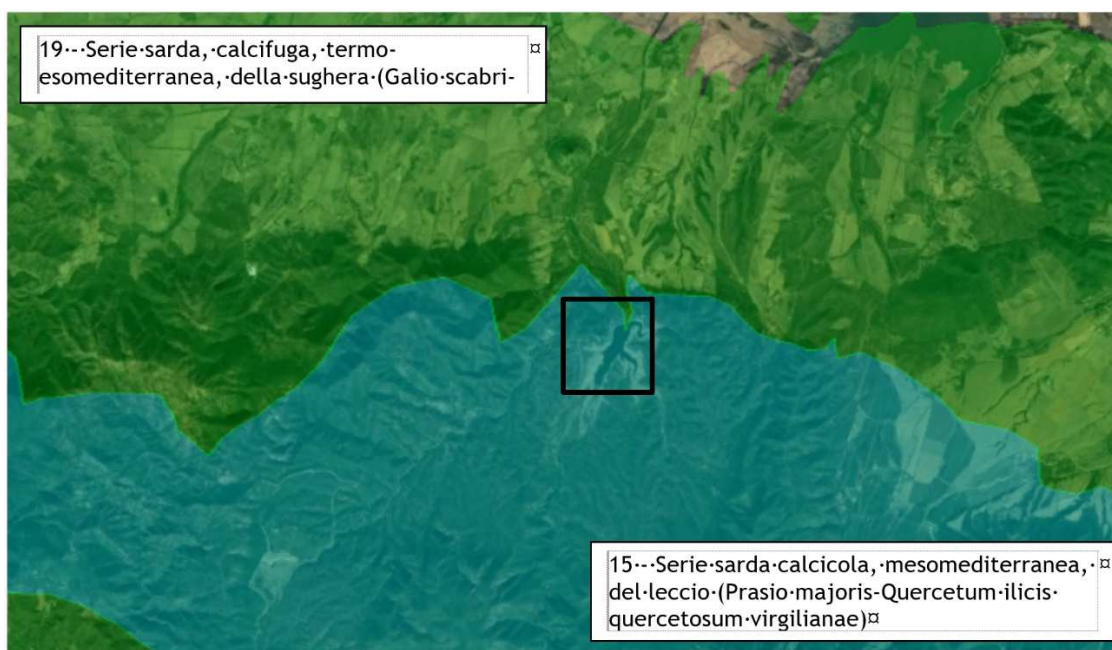 19·-·Serie·sarda,·calcifuga,·termo-¤
esomediterranea,·della·sughera·(Galio·scabri-
15·-·Serie·sarda·calcicola,·mesomediterranea,·¤
del·leccio·(Prasio·majoris-Quercetum·ilicis·
quercetosum·virgilianae)¤